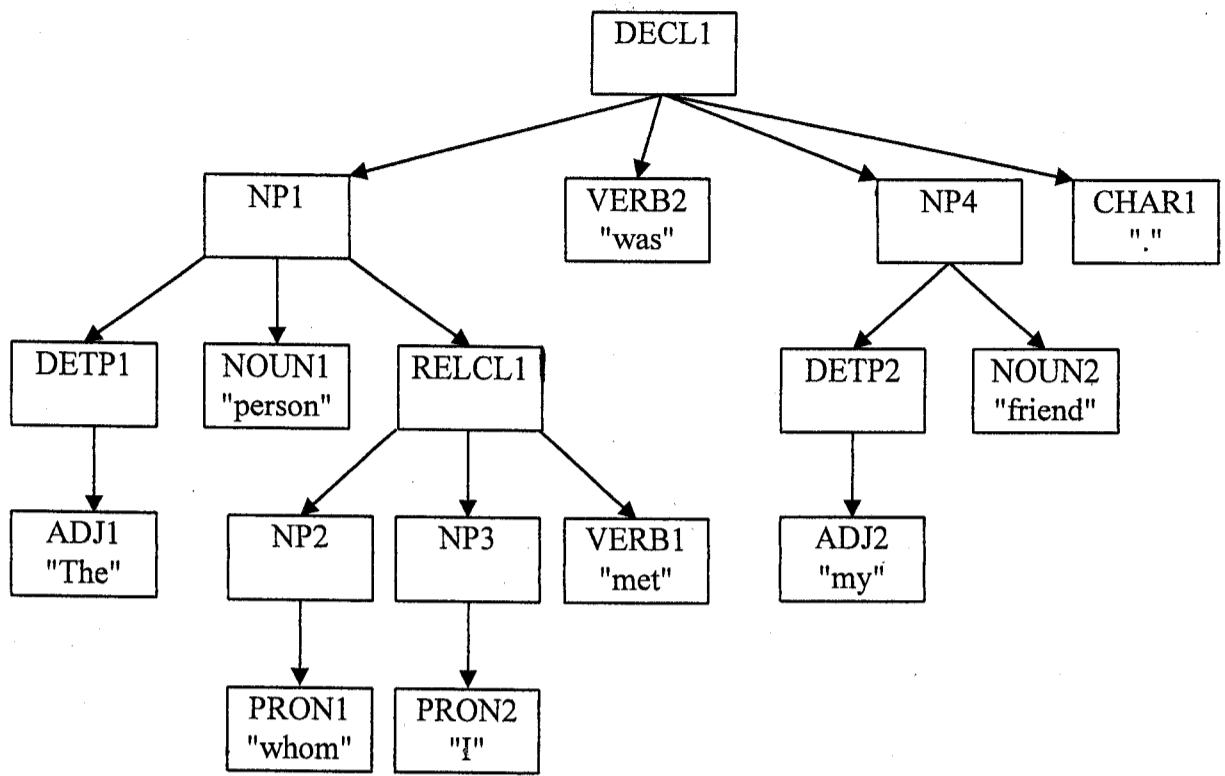 DECL1
NP1
VERB2
"was"
NP4
CHAR1
"."
DETP1
NOUN1
"person"
RELCL1
DETP2
NOUN2
"friend"
ADJ1
"The"
NP2
NP3
VERB1
"met"
ADJ2
"my"
PRON1
"whom"
PRON2
"I"